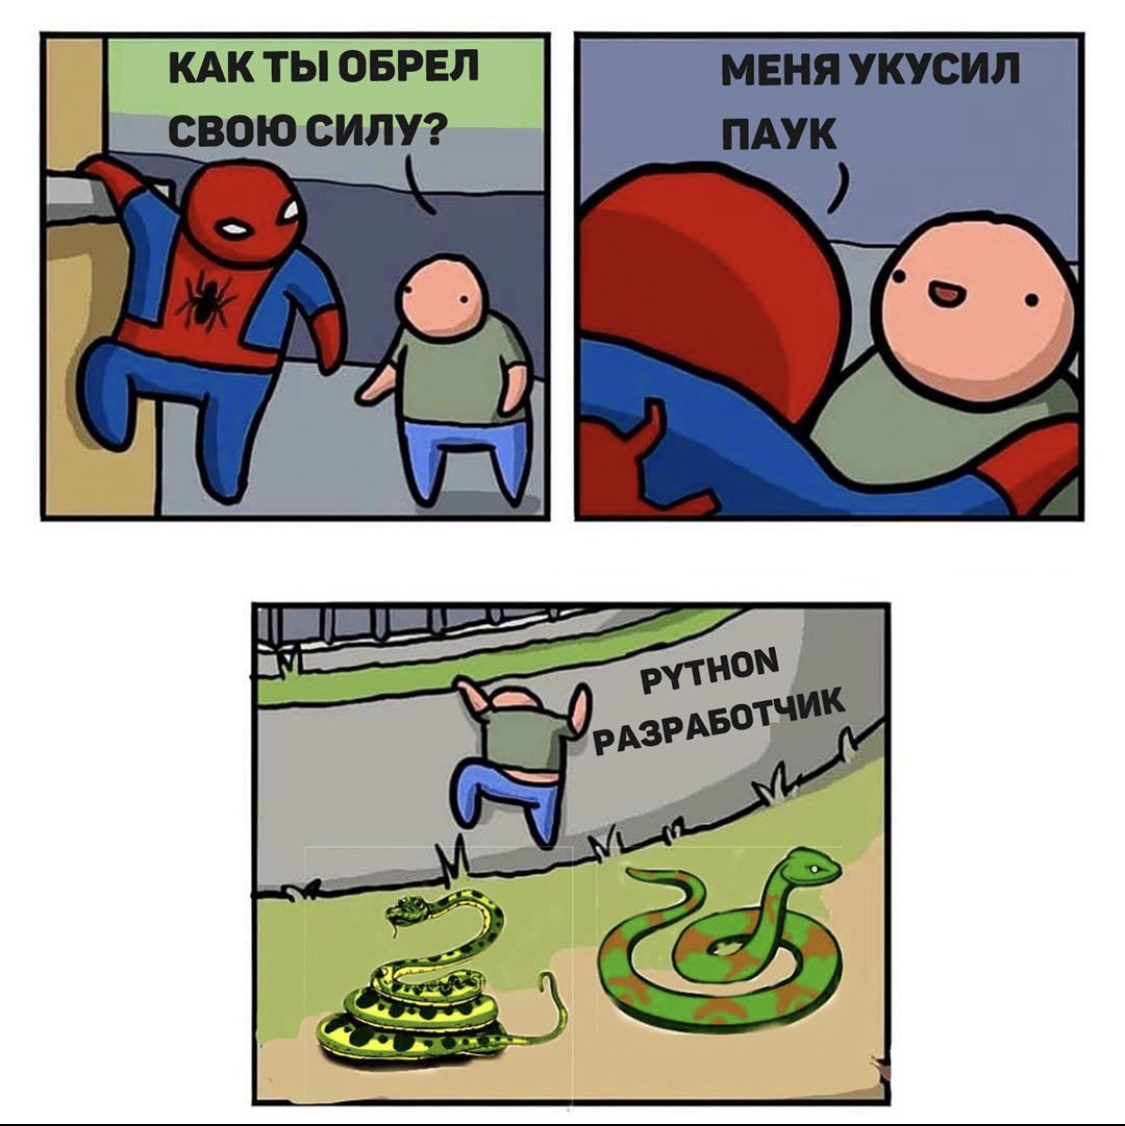 КАК ТЫ ОБРЕЛ
СВОЮ СИЛУ?
МЕНЯ УКУСИЛ
ПАУК
PYTHON
РАЗРАБОТЧИК